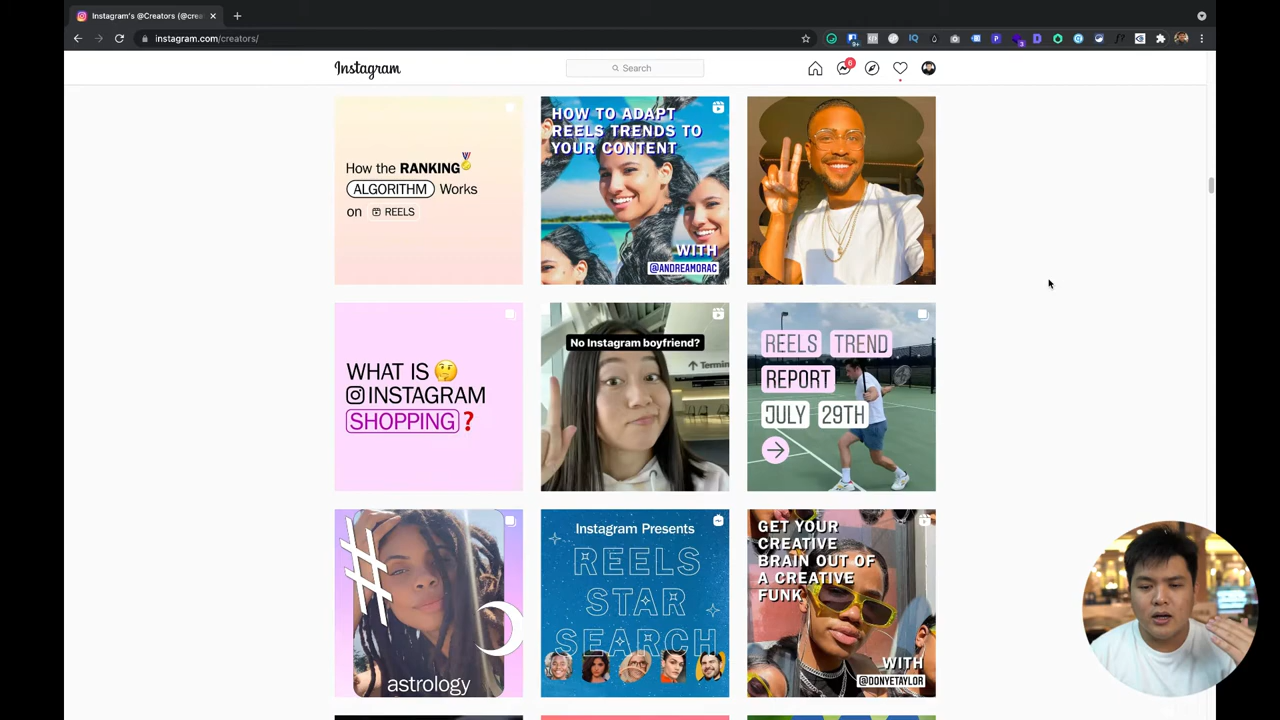 Instagram's @Creators (@crea
instagram.com/creators/
Instagram
Search
6
How the RANKING
ALGORITHM Works
on REELS
HOW TO ADAPT
REELS TRENDS TO
YOUR CONTENT
WITH
@ANDREAMORAC
WHAT IS
INSTAGRAM
SHOPPING ?
No Instagram boyfriend?
Termin
REELS TREND
REPORT
JULY 29TH
#
astrology
Instagram Presents
REELS
STAR
SEARCH
GET YOUR
CREATIVE
BRAIN OUT OF
A CREATIVE
FUNK
WITH
@DONYETAYLOR